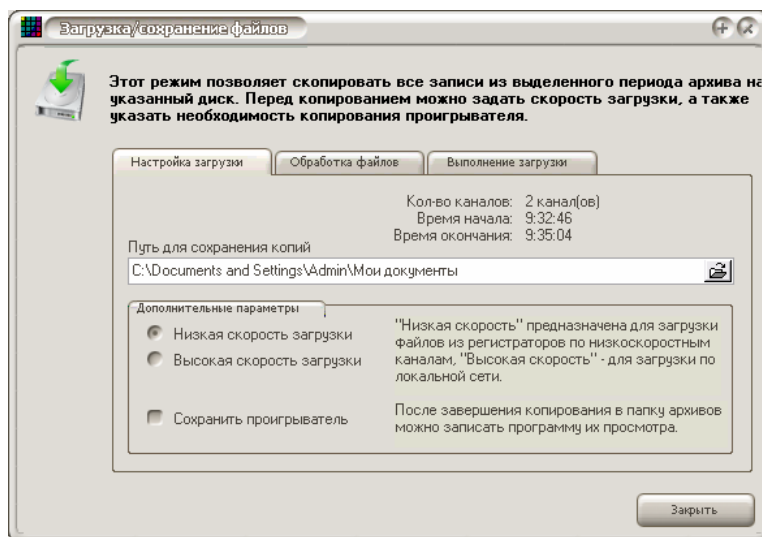 Загрузка/сохранение файлов
Этот режим позволяет скопировать все записи из выделенного периода архива на
указанный диск. Перед копированием можно задать скорость загрузки, а также
указать необходимость копирования проигрывателя.
Настройка загрузки
Обработка файлов
Выполнение загрузки
Кол-во каналов: 2 канал(ов)
Время начала: 9:32:46
Время окончания: 9:35:04
Путь для сохранения копий
C:\Documents and Settings\Admin\Мои документы
Дополнительные параметры
Низкая скорость загрузки
Высокая скорость загрузки
"Низкая скорость" предназначена для загрузки
файлов из регистраторов по низкоскоростным
каналам, "Высокая скорость" - для загрузки по
локальной сети.
Сохранить проигрыватель
После завершения копирования в папку архивов
можно записать программу их просмотра.
Закрыть